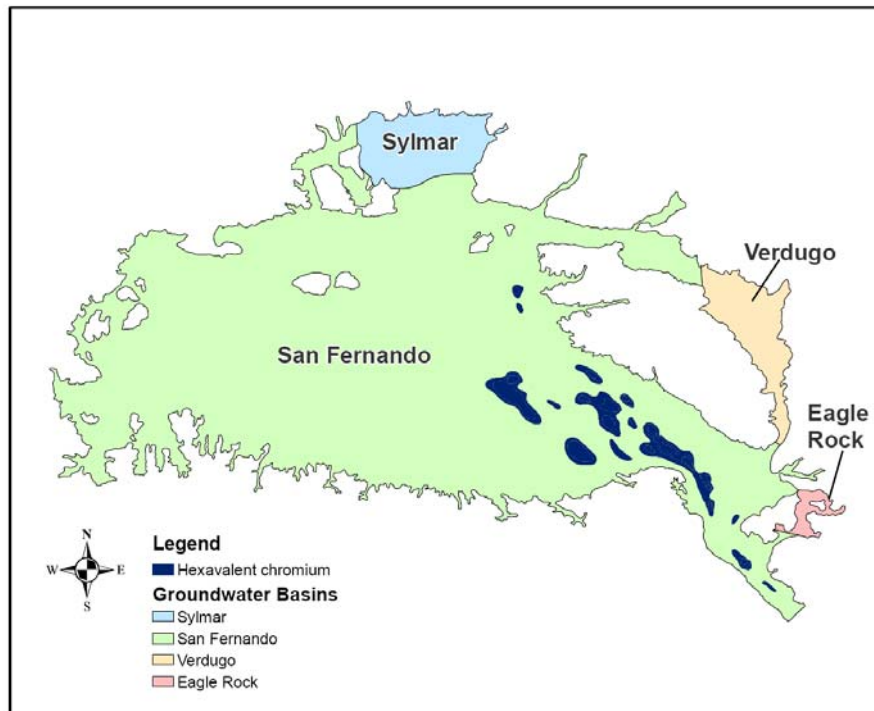 Sylmar
Verdugo
San Fernando
Eagle
Rock
N
W
E
S
Legend
Hexavalent chromium
Groundwater Basins
Sylmar
San Fernando
Verdugo
Eagle Rock